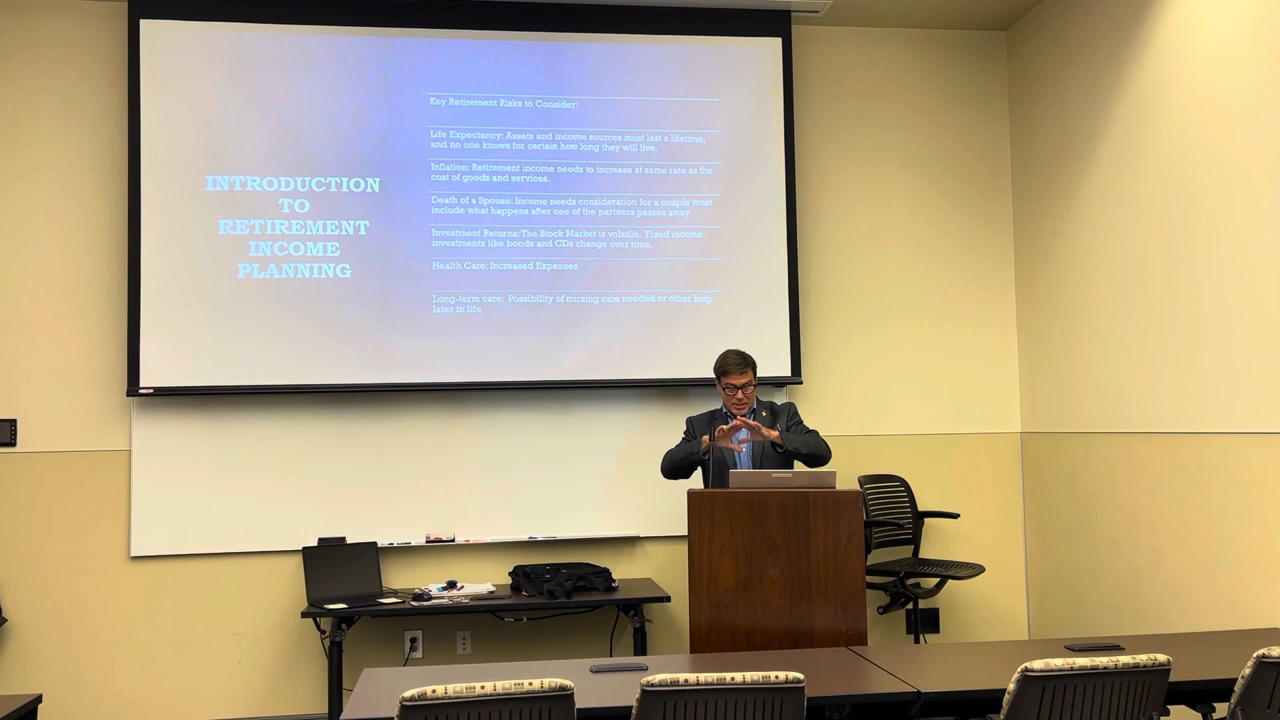 INTRODUCTION
TO
RETIREMENT
INCOME
PLANNING
Key Retirement Risks to Consider:
Life Expectancy: Assets and income sources must last a lifetime,
and no one knows for certain how long they will live.
Inflation: Retirement income needs to increase at same rate as the
cost of goods and services.
Death of a Spouse: Income needs consideration for a couple must
include what happens after one of the partners passes away.
Investment Returns: The Stock Market is volatile. Fixed income
investments like bonds and CDs change over time.
Health Care: Increased Expenses
Long-term care: Possibility of nursing care needed or other help
later in life